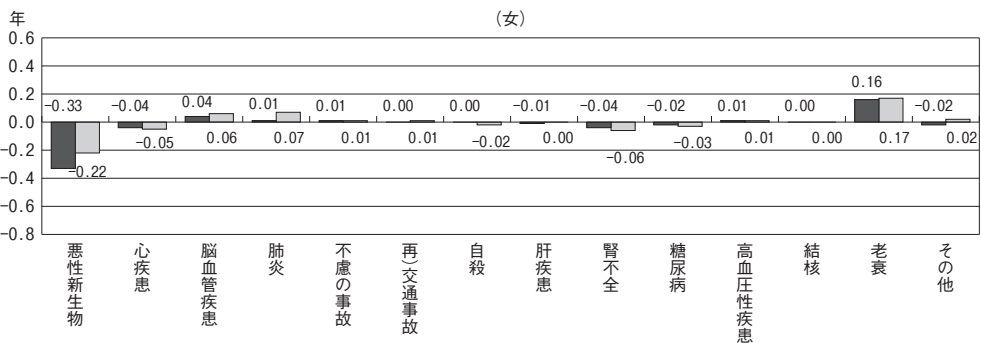 年
(女)
0.6
0.4
0.2
0.0
-0.2
-0.4
-0.6
-0.8
-0.33 -0.04 0.04 0.01 0.01 0.00 0.00 -0.01 -0.04 -0.02 0.01 0.00 0.16 -0.02
-0.22 -0.05 0.06 0.07 0.01 0.01 -0.02 0.00 -0.06 -0.03 0.01 0.00 0.17 0.02
悪性新生物
心疾患
脳血管疾患
肺炎
不慮の事故
再)交通事故
自殺
肝疾患
腎不全
糖尿病
高血圧性疾患
結核
老衰
その他